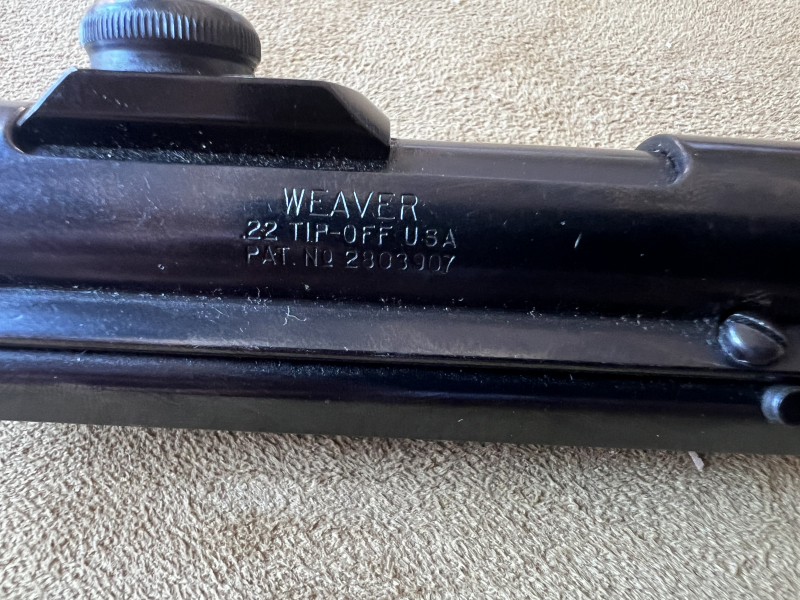 WEAVER
.22 TIP-OFF USA
PAT. No 2803907